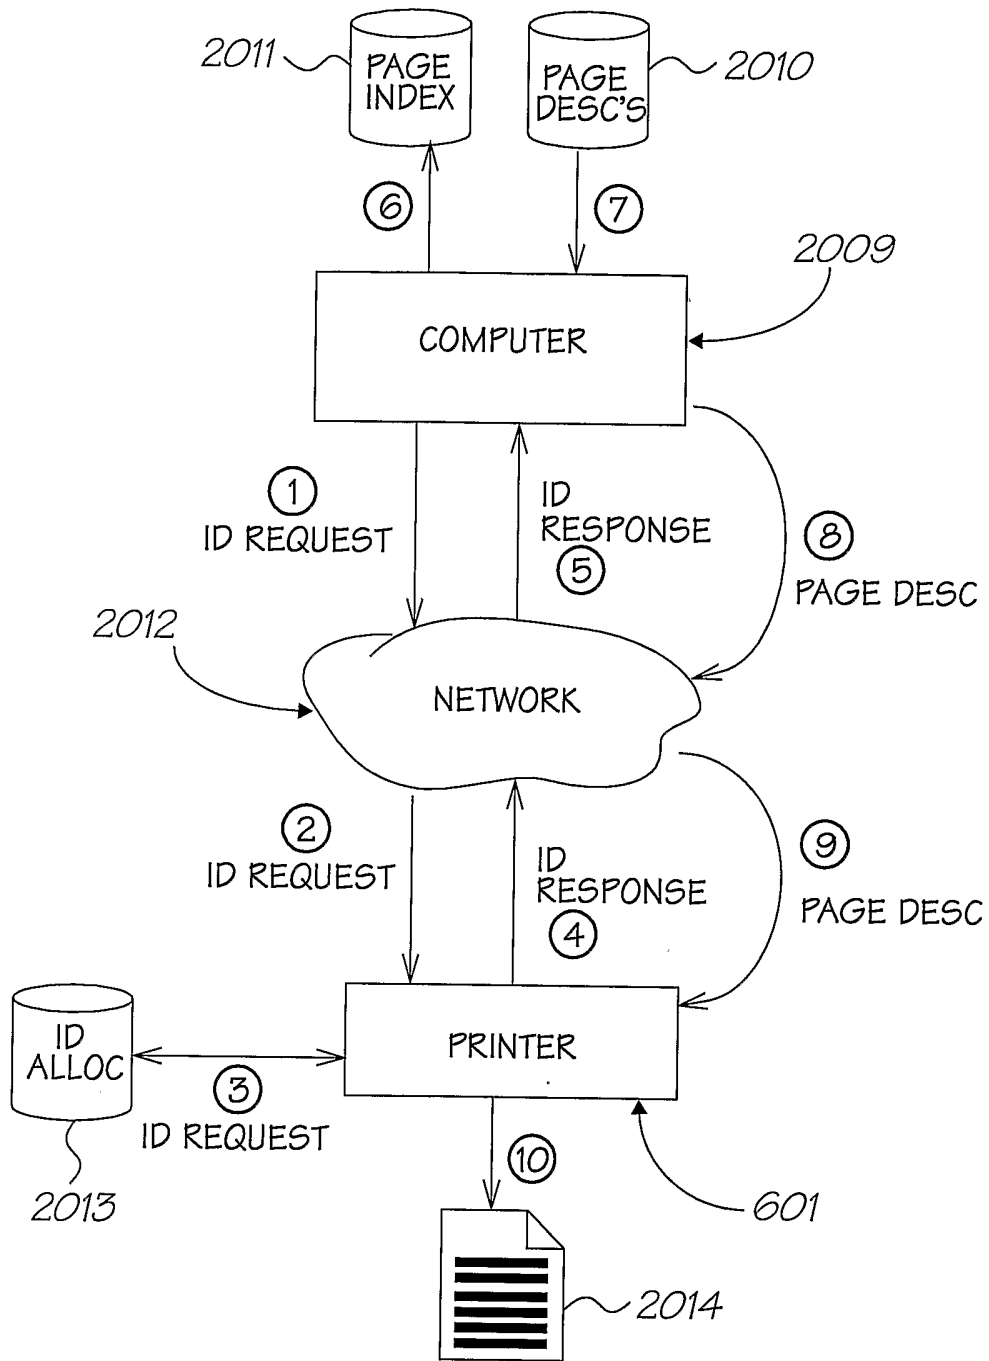 2011
PAGE
INDEX
PAGE
DESC'S
2010
6
7
2009
COMPUTER
1
ID REQUEST
ID
RESPONSE
5
8
PAGE DESC
2012
NETWORK
2
ID REQUEST
ID
RESPONSE
4
9
PAGE DESC
ID
ALLOC
PRINTER
3
ID REQUEST
2013
10
601
2014